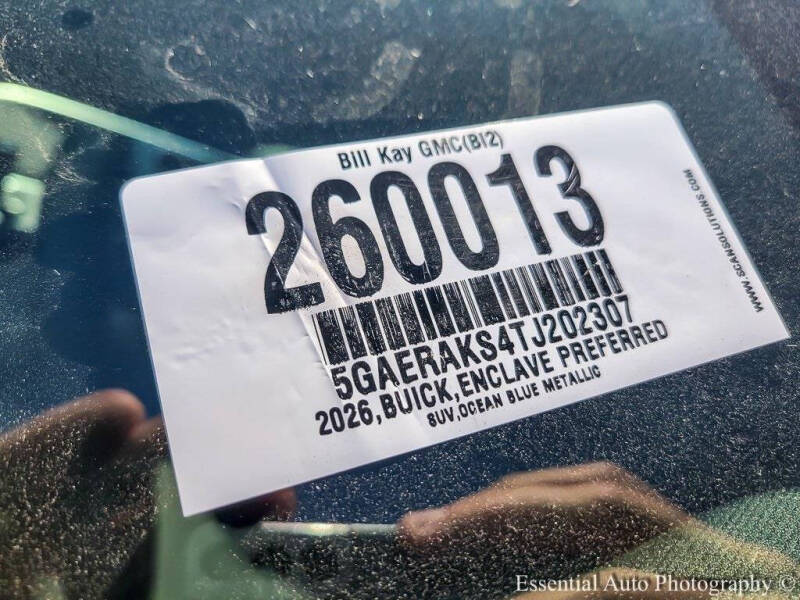 Bill Kay GMC(BI2)
260013
5GAERAKS4TJ202307
2026,BUICK,ENCLAVE PREFERRED
SUV,OCEAN BLUE METALLIC
WWW.SCANSOLUTIONS.COM
Essential Auto Photography ©